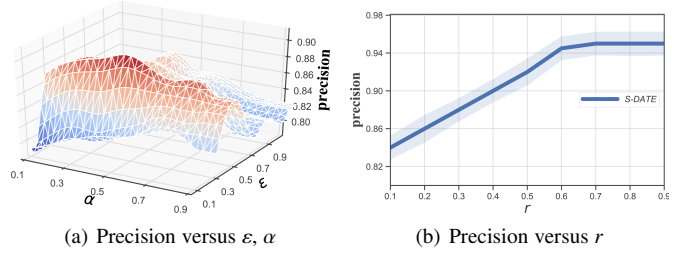 0.90
0.88
0.86
0.84
0.82
0.80
precision
0.1
0.3
0.5
0.7
0.9
α
0.1
0.3
0.5
0.7
0.9
ε
(a) Precision versus ε, α
0.98
0.94
0.90
0.86
0.82
precision
S-DATE
0.1 0.2 0.3 0.4 0.5 0.6 0.7 0.8 0.9
r
(b) Precision versus r